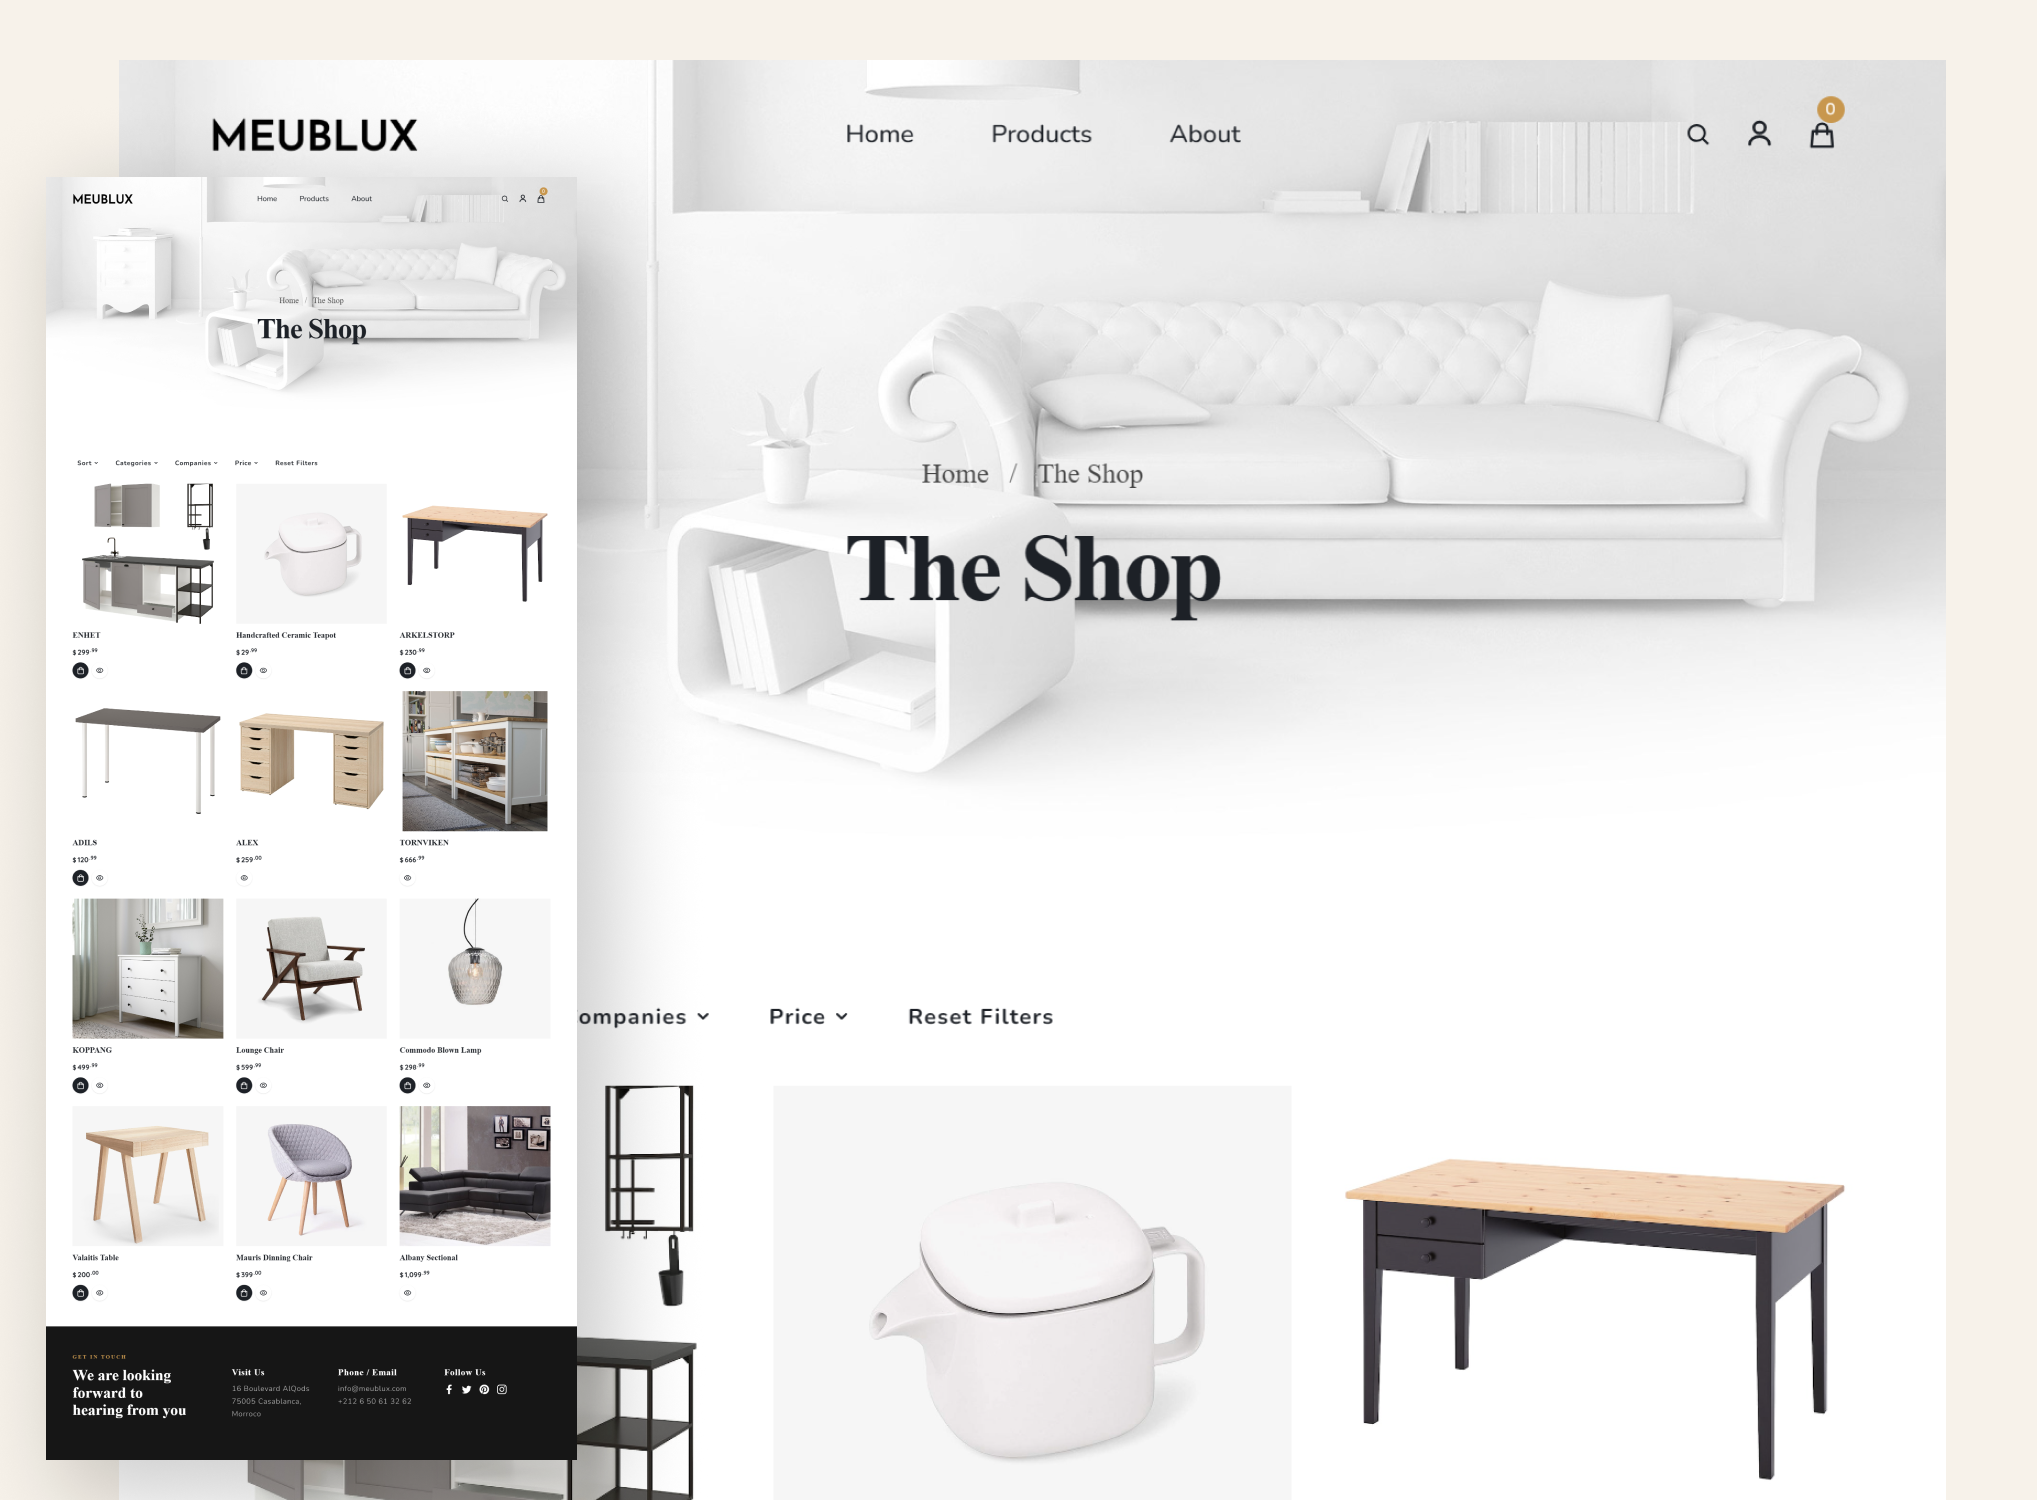 MEUBLUX
Home Products About
0
Home / The Shop
The Shop
ompanies Price Reset Filters
MEUBLUX
Home Products About
0
Home / The Shop
The Shop
Sort Categories Companies Price Reset Filters
ENHET
$ 299.99
Handcrafted Ceramic Teapot
$ 29.99
ARKELSTORP
$ 230.99
ADILS
$ 120.99
ALEX
$ 259.00
TORNVIKEN
$ 666.99
KOPPANG
$ 499.99
Lounge Chair
$ 599.99
Commodo Blown Lamp
$ 298.99
Valaitis Table
$ 200.00
Mauris Dinning Chair
$ 399.00
Albany Sectional
$ 1,099.99
GET IN TOUCH
We are looking
forward to
hearing from you
Visit Us
16 Boulevard AlQods
75005 Casablanca,
Morroco
Phone / Email
info@meublux.com
+212 6 50 61 32 62
Follow Us